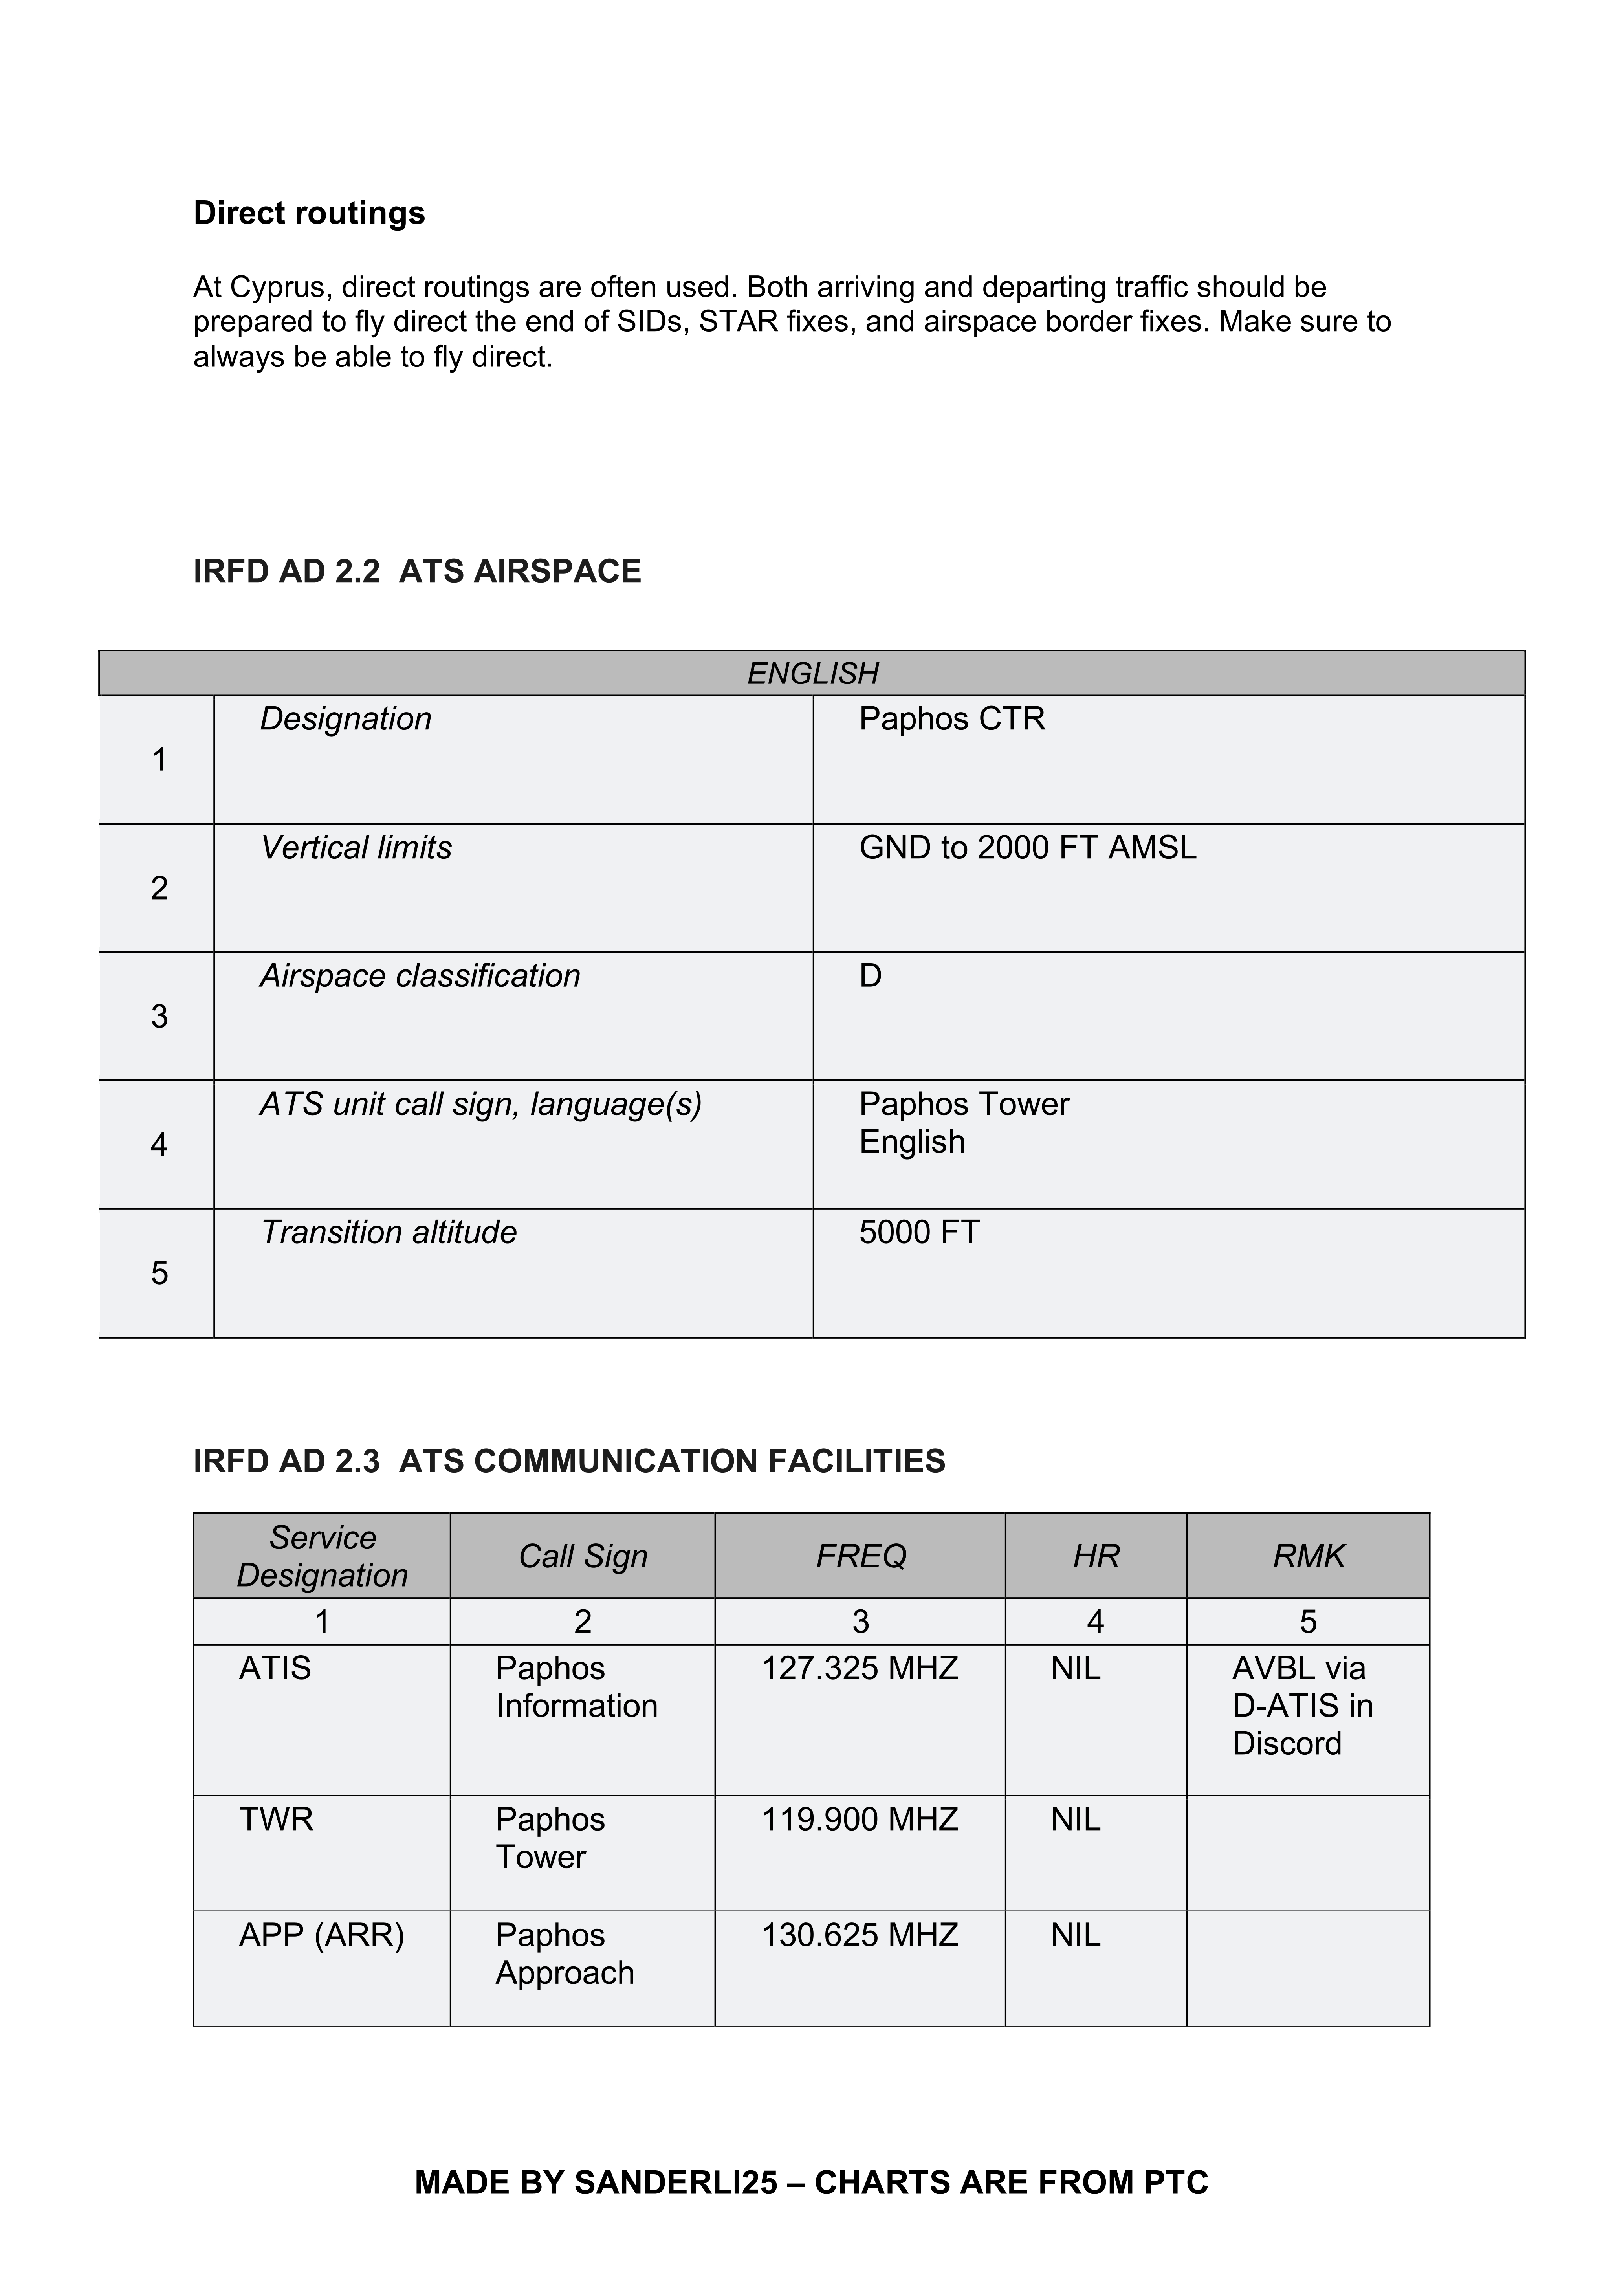 Direct routings
At Cyprus, direct routings are often used. Both arriving and departing traffic should be
prepared to fly direct the end of SIDs, STAR fixes, and airspace border fixes. Make sure to
always be able to fly direct.
IRFD AD 2.2  ATS AIRSPACE
ENGLISH
1
Designation
Paphos CTR
2
Vertical limits
GND to 2000 FT AMSL
3
Airspace classification
D
4
ATS unit call sign, language(s)
Paphos Tower
English
5
Transition altitude
5000 FT
IRFD AD 2.3  ATS COMMUNICATION FACILITIES
Service
Designation
Call Sign
FREQ
HR
RMK
1
2
3
4
5
ATIS
Paphos
Information
127.325 MHZ
NIL
AVBL via
D-ATIS in
Discord
TWR
Paphos
Tower
119.900 MHZ
NIL
APP (ARR)
Paphos
Approach
130.625 MHZ
NIL
MADE BY SANDERLI25 – CHARTS ARE FROM PTC